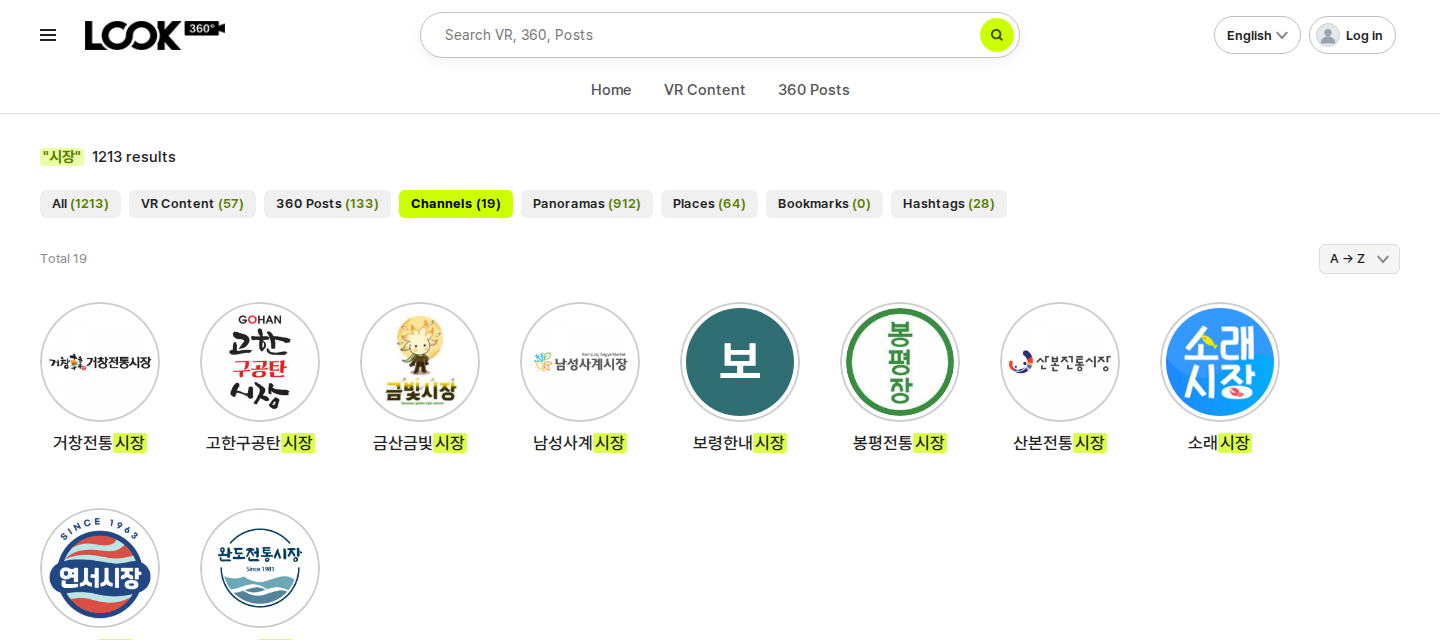 LOOK 360°
Search VR, 360, Posts
English
Log in
Home
VR Content
360 Posts
"시장" 1213 results
All (1213)
VR Content (57)
360 Posts (133)
Channels (19)
Panoramas (912)
Places (64)
Bookmarks (0)
Hashtags (28)
Total 19
A → Z
거창전통시장
GOHAN
고한
구공탄
시장
금빛시장
남성사계시장
보
봉
평
장
산본전통시장
소래
시장
거창전통시장
고한구공탄시장
금산금빛시장
남성사계시장
보령한내시장
봉평전통시장
산본전통시장
소래시장
SINCE 1963
연서시장
완도전통시장
Since 1981